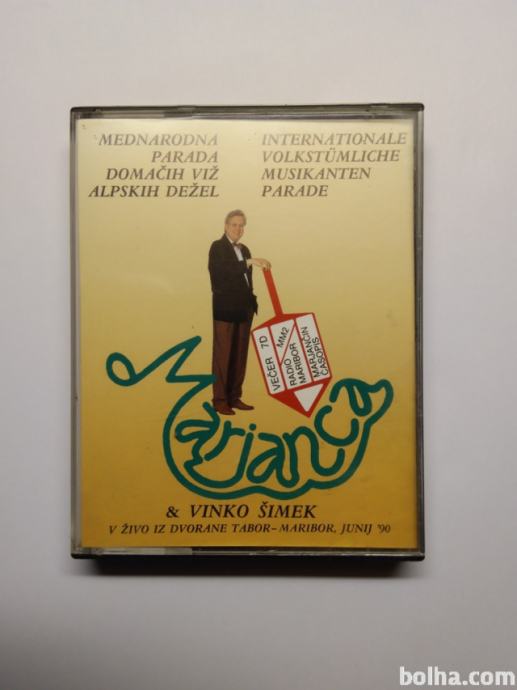 MEDNARODNA
PARADA
DOMAČIH VIŽ
ALPSKIH DEŽEL
INTERNATIONALE
VOLKSTÜMLICHE
MUSIKANTEN
PARADE
VEČER 7D
MM2
RADIO
MARIBOR
MARJANČIN
ČASOPIS
Marjanca
& VINKO ŠIMEK
V ŽIVO IZ DVORANE TABOR–MARIBOR, JUNIJ '90
bolha.com